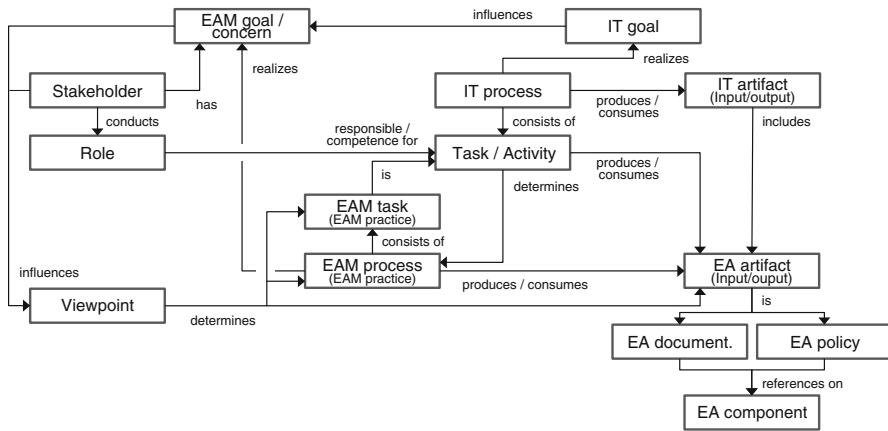 EAM goal /
concern
influences
IT goal
realizes
realizes
Stakeholder
has
IT process
produces /
consumes
IT artifact
(Input/output)
conducts
consists of
includes
Role
responsible /
competence for
Task / Activity
produces /
consumes
is
determines
EAM task
(EAM practice)
consists of
EAM process
(EAM practice)
produces / consumes
EA artifact
(Input/ouput)
influences
Viewpoint
determines
is
EA document.
EA policy
references on
EA component